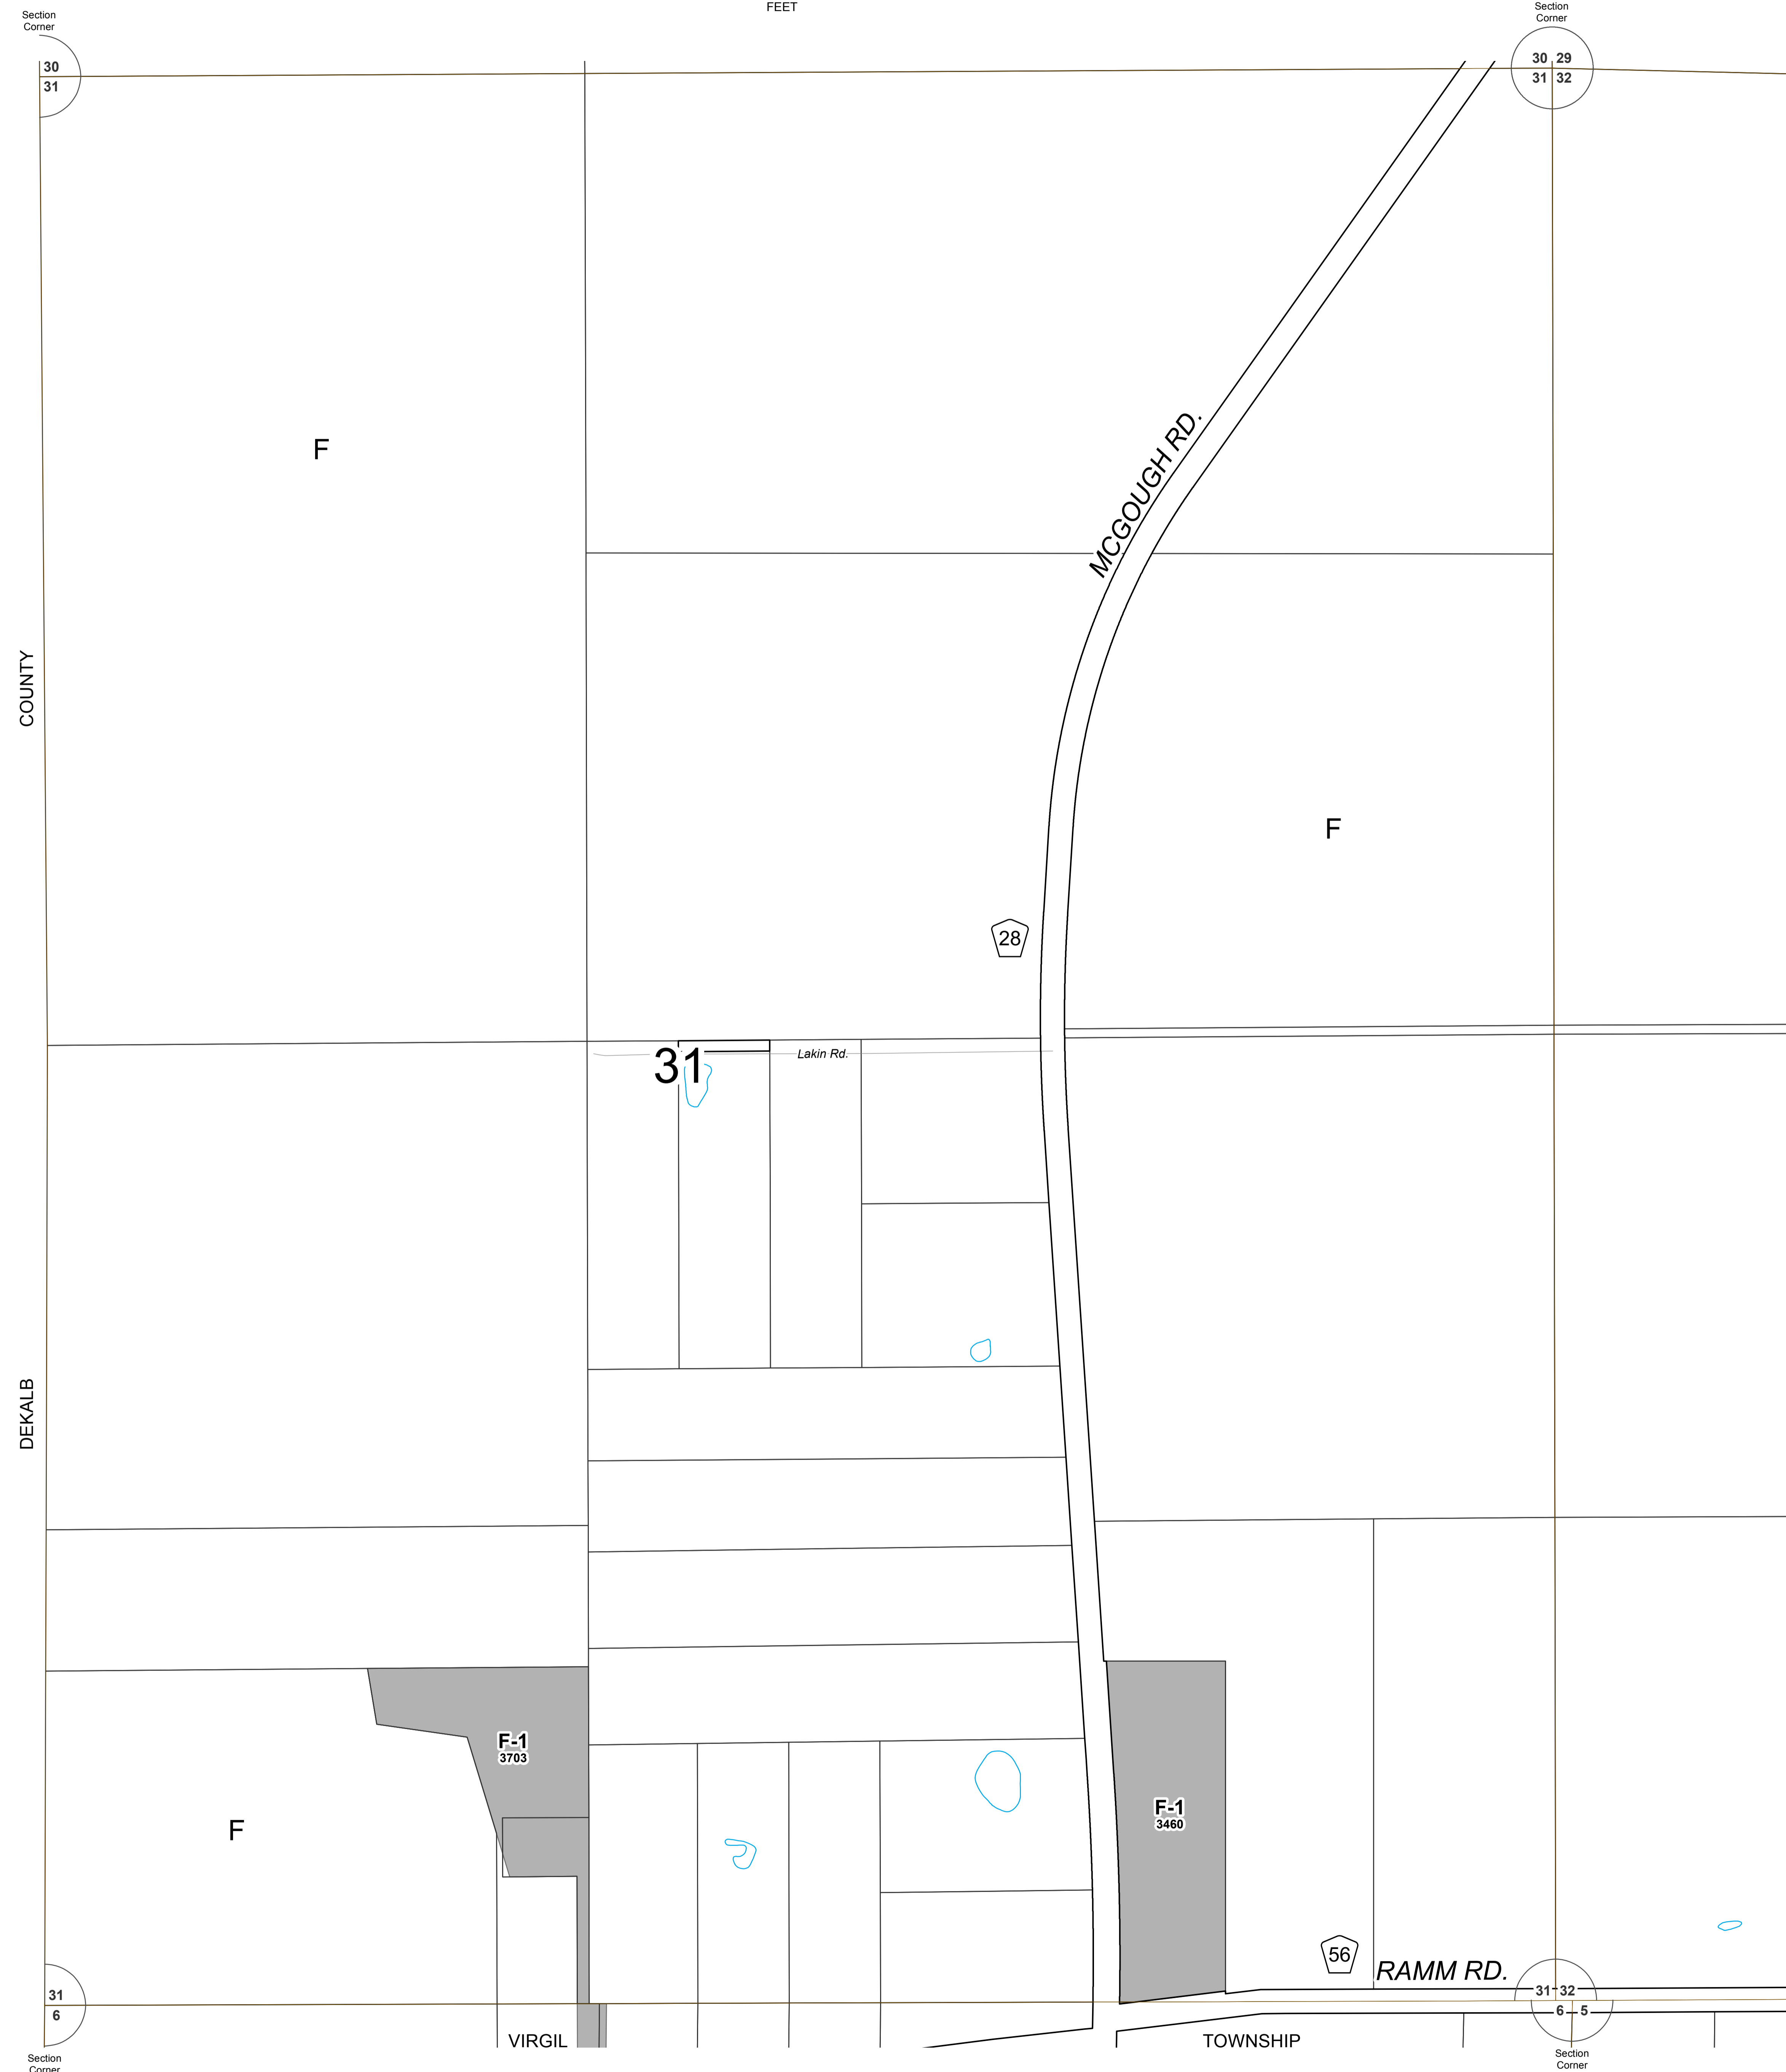 FEET
Section
Corner
Section
Corner
30
31
30 29
31 32
F
MCGOUGH RD.
COUNTY
F
28
31
Lakin Rd.
DEKALB
F-1
3703
F-1
3460
F
56
RAMM RD.
31
6
31 32
6 5
VIRGIL
TOWNSHIP
Section
Corner
Section
Corner